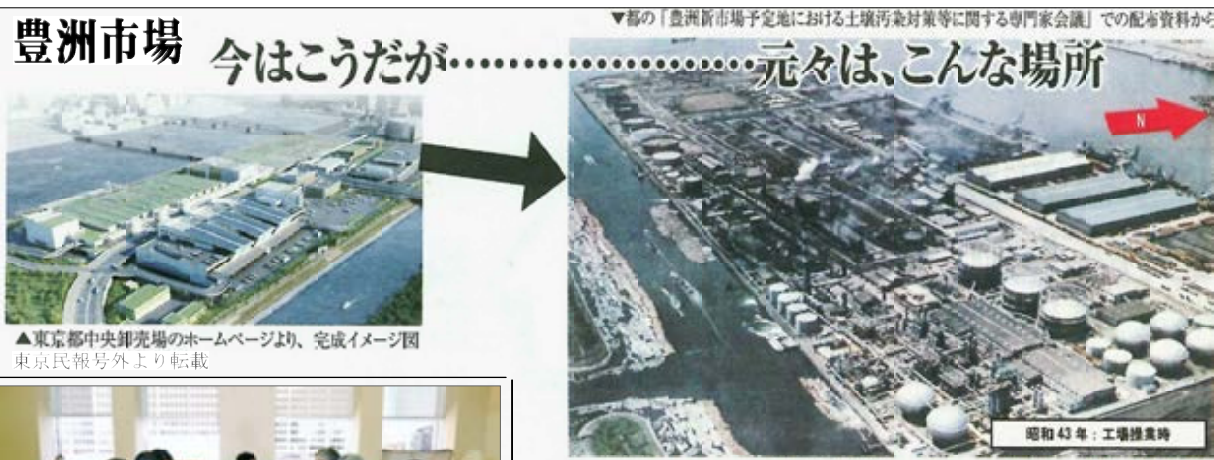 ▼都の「豊洲新市場予定地における土壌汚染対策等に関する専門家会議」での配布資料から
豊洲市場
今はこうだが……………………元々は、こんな場所
N
▲東京都中央卸売場のホームページより、完成イメージ図
東京民報号外より転載
昭和43年：工場操業時